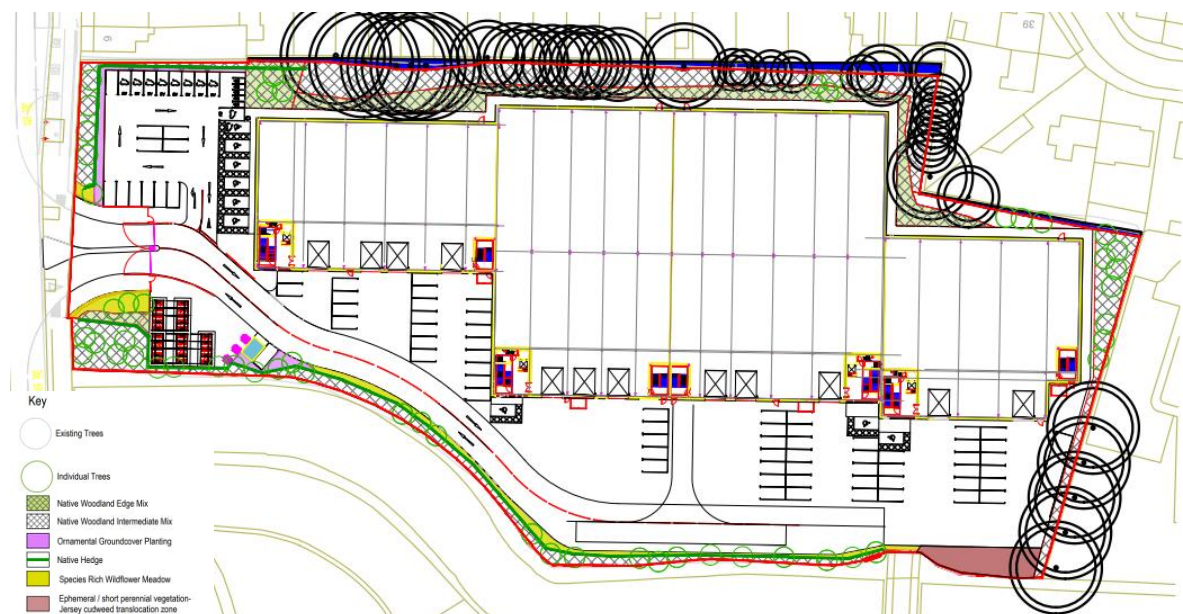 6
39
Key
Existing Trees
Individual Trees
Native Woodland Edge Mix
Native Woodland Intermediate Mix
Ornamental Groundcover Planting
Native Hedge
Species Rich Wildflower Meadow
Ephemeral / short perennial vegetation-
Jersey cudweed translocation zone